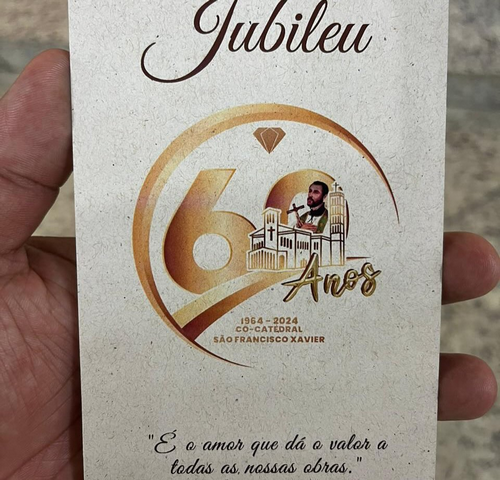 Jubileu
60
Anos
1964 - 2024
CO-CATEDRAL
SÃO FRANCISCO XAVIER
"É o amor que dá o valor a
todas as nossas obras."